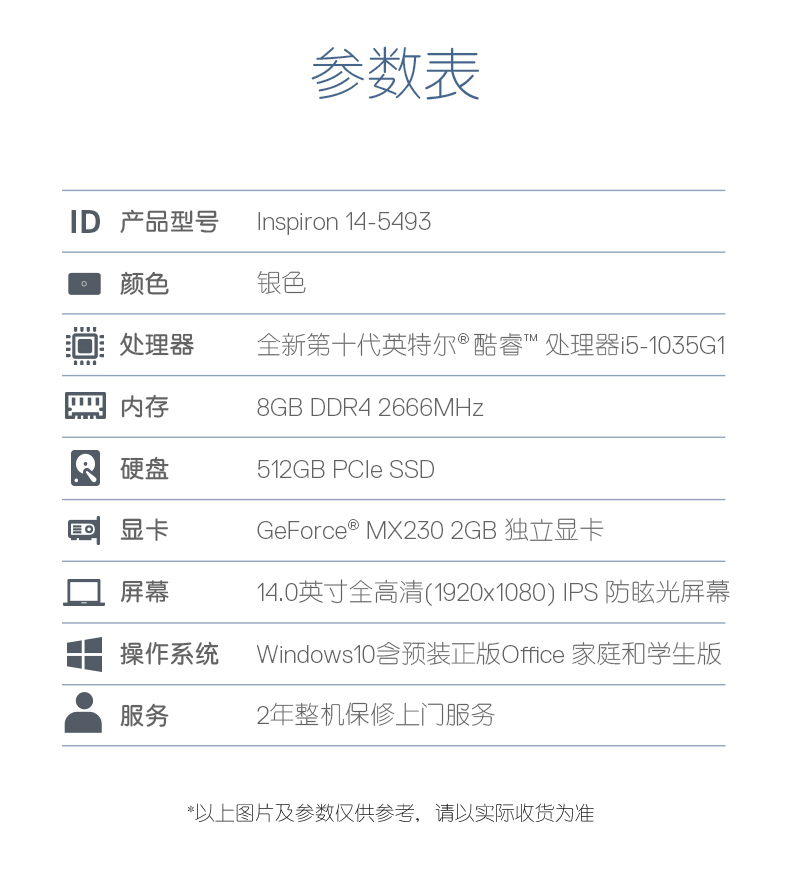 参数表
ID 产品型号 Inspiron 14-5493
颜色 银色
处理器 全新第十代英特尔®酷睿™ 处理器i5-1035G1
内存 8GB DDR4 2666MHz
硬盘 512GB PCIe SSD
显卡 GeForce® MX230 2GB 独立显卡
屏幕 14.0英寸全高清(1920x1080) IPS 防眩光屏幕
操作系统 Windows10含预装正版Office 家庭和学生版
服务 2年整机保修上门服务
*以上图片及参数仅供参考，请以实际收货为准